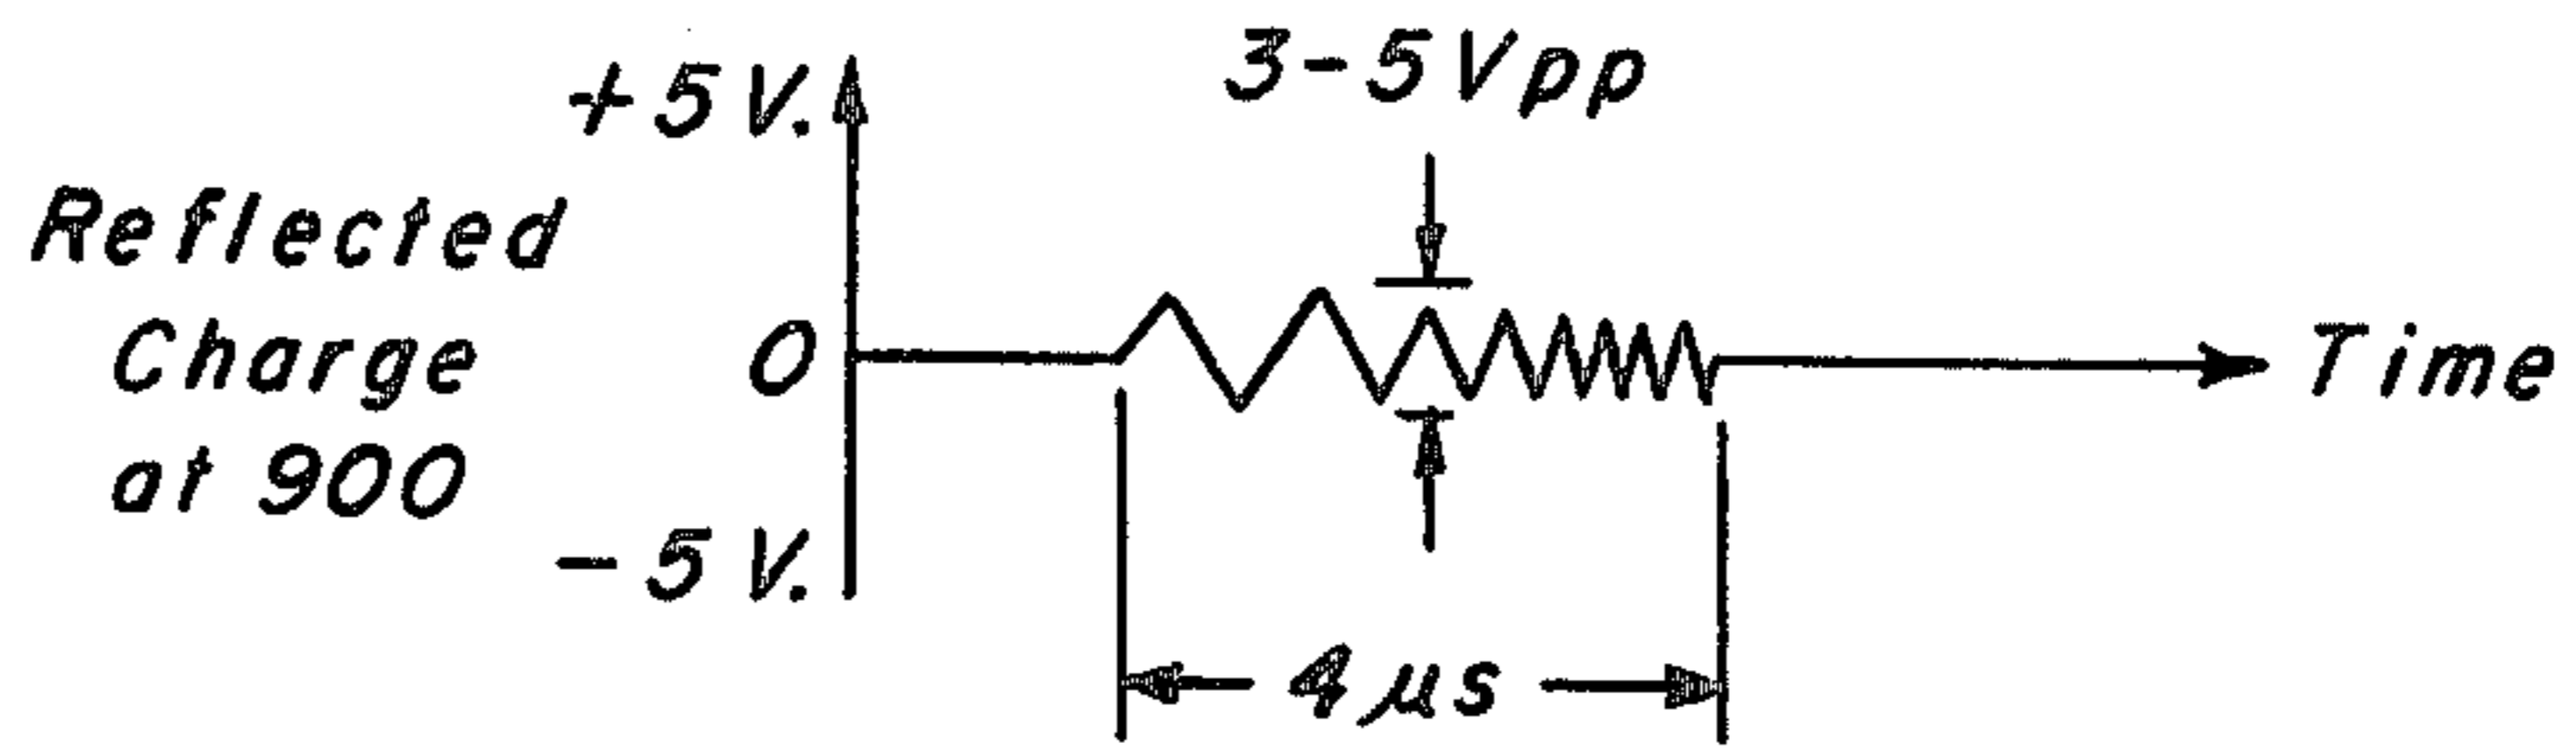 3-5Vpp
+5V.
Reflected
Charge
at 900
0
-5V.
Time
4μs